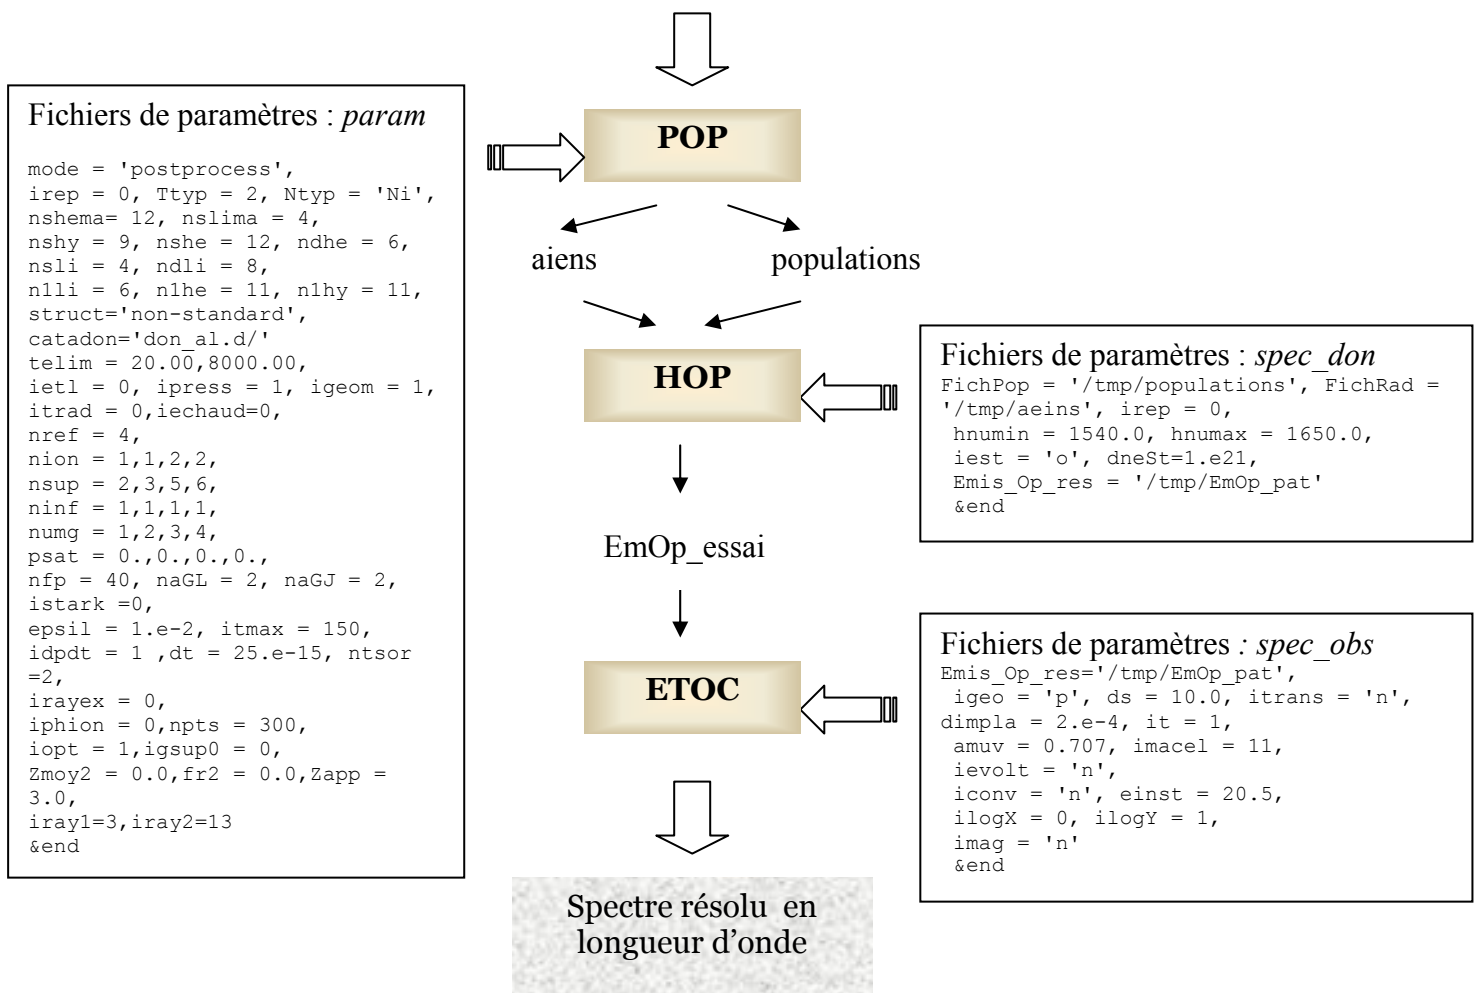 Fichiers de paramètres : param
mode = 'postprocess',
irep = 0, Ttyp = 2, Ntyp = 'Ni',
nshema= 12, nslima = 4,
nshy = 9, nshe = 12, ndhe = 6,
nsli = 4, ndli = 8,
n1li = 6, n1he = 11, n1hy = 11,
struct='non-standard',
catadon='don_al.d/'
telim = 20.00,8000.00,
ietl = 0, ipress = 1, igeom = 1,
itrad = 0,iechaud=0,
nref = 4,
nion = 1,1,2,2,
nsup = 2,3,5,6,
ninf = 1,1,1,1,
numg = 1,2,3,4,
psat = 0.,0.,0.,0.,
nfp = 40, naGL = 2, naGJ = 2,
istark =0,
epsil = 1.e-2, itmax = 150,
idpdt = 1 ,dt = 25.e-15, ntsor
=2,
irayex = 0,
iphion = 0,npts = 300,
iopt = 1,igsup0 = 0,
Zmoy2 = 0.0,fr2 = 0.0,Zapp =
3.0,
iray1=3,iray2=13
&end
POP
aiens
populations
HOP
Fichiers de paramètres : spec_don
FichPop = '/tmp/populations', FichRad =
'/tmp/aeins', irep = 0,
hnumin = 1540.0, hnumax = 1650.0,
iest = 'o', dneSt=1.e21,
Emis_Op_res = '/tmp/EmOp_pat'
&end
EmOp_essai
ETOC
Fichiers de paramètres : spec_obs
Emis_Op_res='/tmp/EmOp_pat',
igeo = 'p', ds = 10.0, itrans = 'n',
dimpla = 2.e-4, it = 1,
amuv = 0.707, imacel = 11,
ievolt = 'n',
iconv = 'n', einst = 20.5,
ilogX = 0, ilogY = 1,
imag = 'n'
&end
Spectre résolu en
longueur d'onde